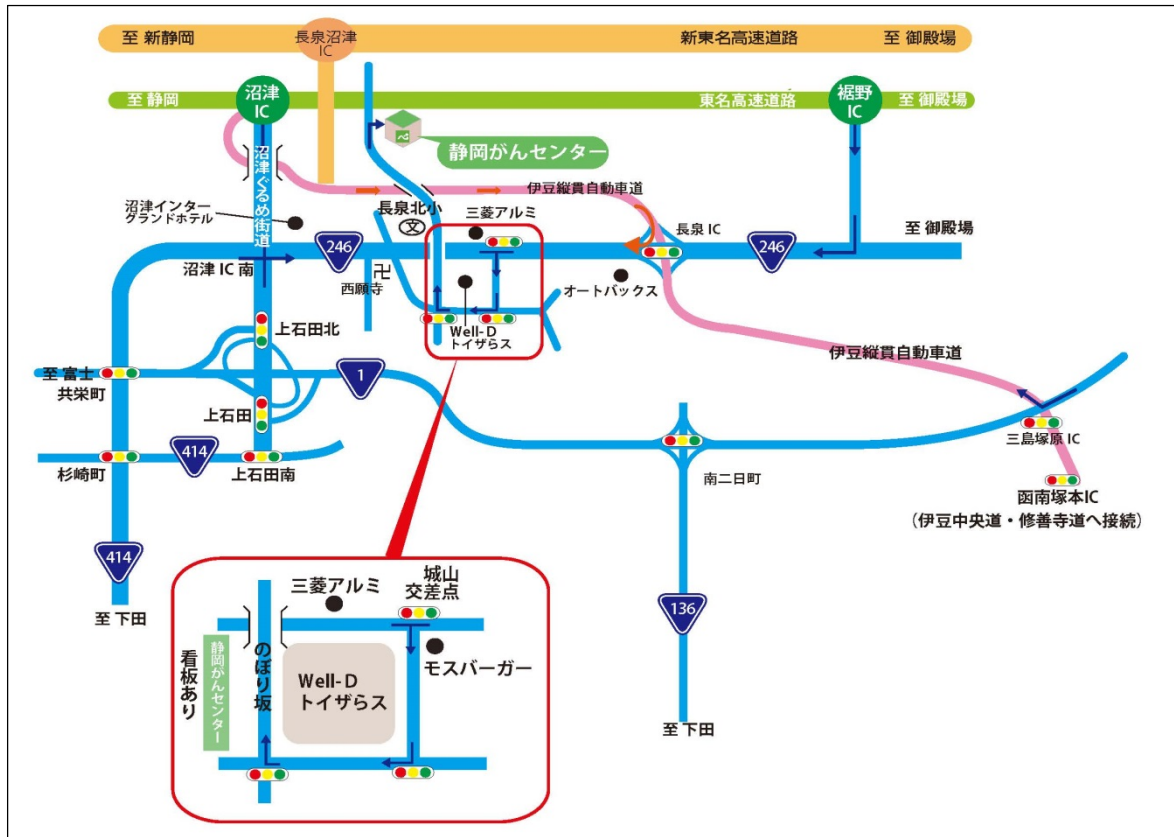 至 新静岡
長泉沼津
IC
新東名高速道路
至 御殿場
至 静岡
沼津
IC
東名高速道路
裾野
IC
至 御殿場
静岡がんセンター
沼津ぐるめ街道
伊豆縦貫自動車道
沼津インター
グランドホテル
長泉北小
文
三菱アルミ
長泉 IC
至 御殿場
246
246
沼津 IC 南
卍
西願寺
オートバックス
Well-D
トイザらス
上石田北
伊豆縦貫自動車道
至 富士
共栄町
1
上石田
414
杉崎町
上石田南
南二日町
三島塚原 IC
函南塚本IC
(伊豆中央道・修善寺道へ接続)
414
至 下田
136
至 下田
三菱アルミ
城山
交差点
モスバーガー
看板あり
静岡がんセンター
のぼり坂
Well-D
トイザらス